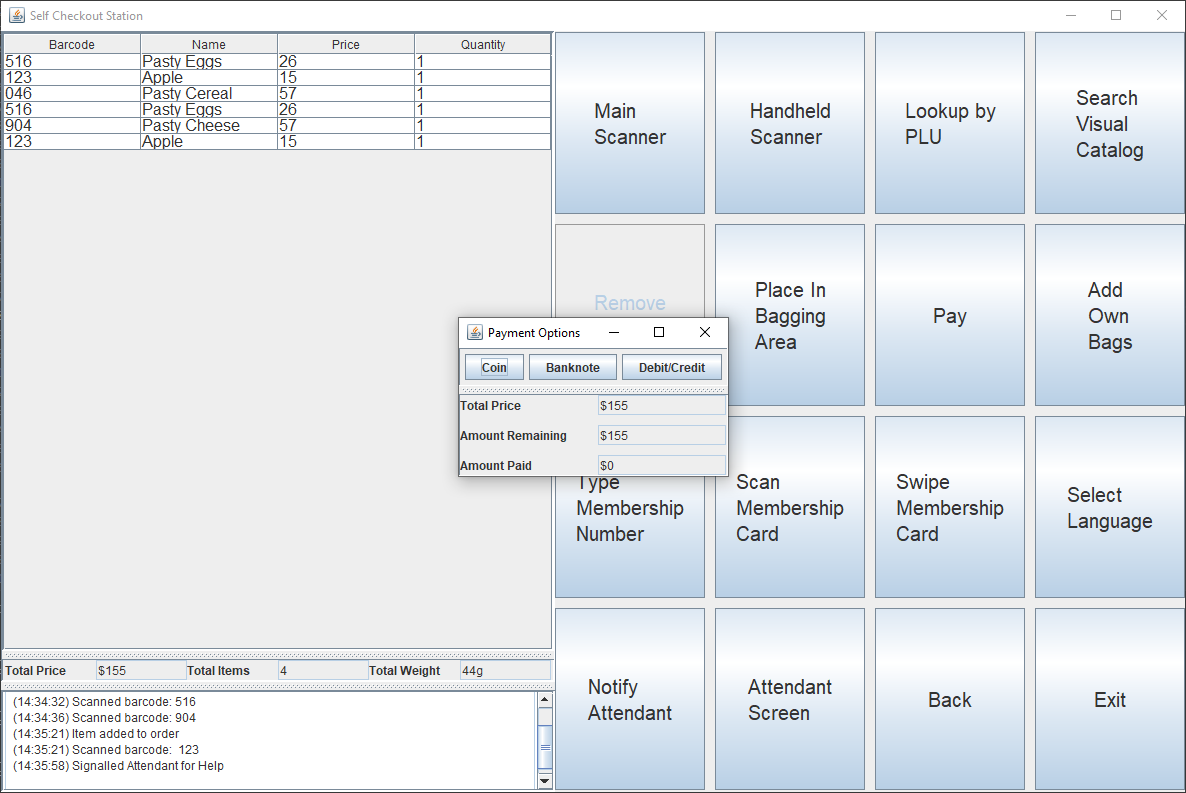 Self Checkout Station
Barcode Name Price Quantity
516 Pasty Eggs 26 1
123 Apple 15 1
046 Pasty Cereal 57 1
516 Pasty Eggs 26 1
904 Pasty Cheese 57 1
123 Apple 15 1
Main
Scanner
Handheld
Scanner
Lookup by
PLU
Search
Visual
Catalog
Remove
Place In
Bagging
Area
Pay
Add
Own
Bags
Payment Options
Coin Banknote Debit/Credit
Total Price $155
Amount Remaining $155
Amount Paid $0
Type
Membership
Number
Scan
Membership
Card
Swipe
Membership
Card
Select
Language
Notify
Attendant
Attendant
Screen
Back
Exit
Total Price $155 Total Items 4 Total Weight 44g
(14:34:32) Scanned barcode: 516
(14:34:36) Scanned barcode: 904
(14:35:21) Item added to order
(14:35:21) Scanned barcode:  123
(14:35:58) Signalled Attendant for Help